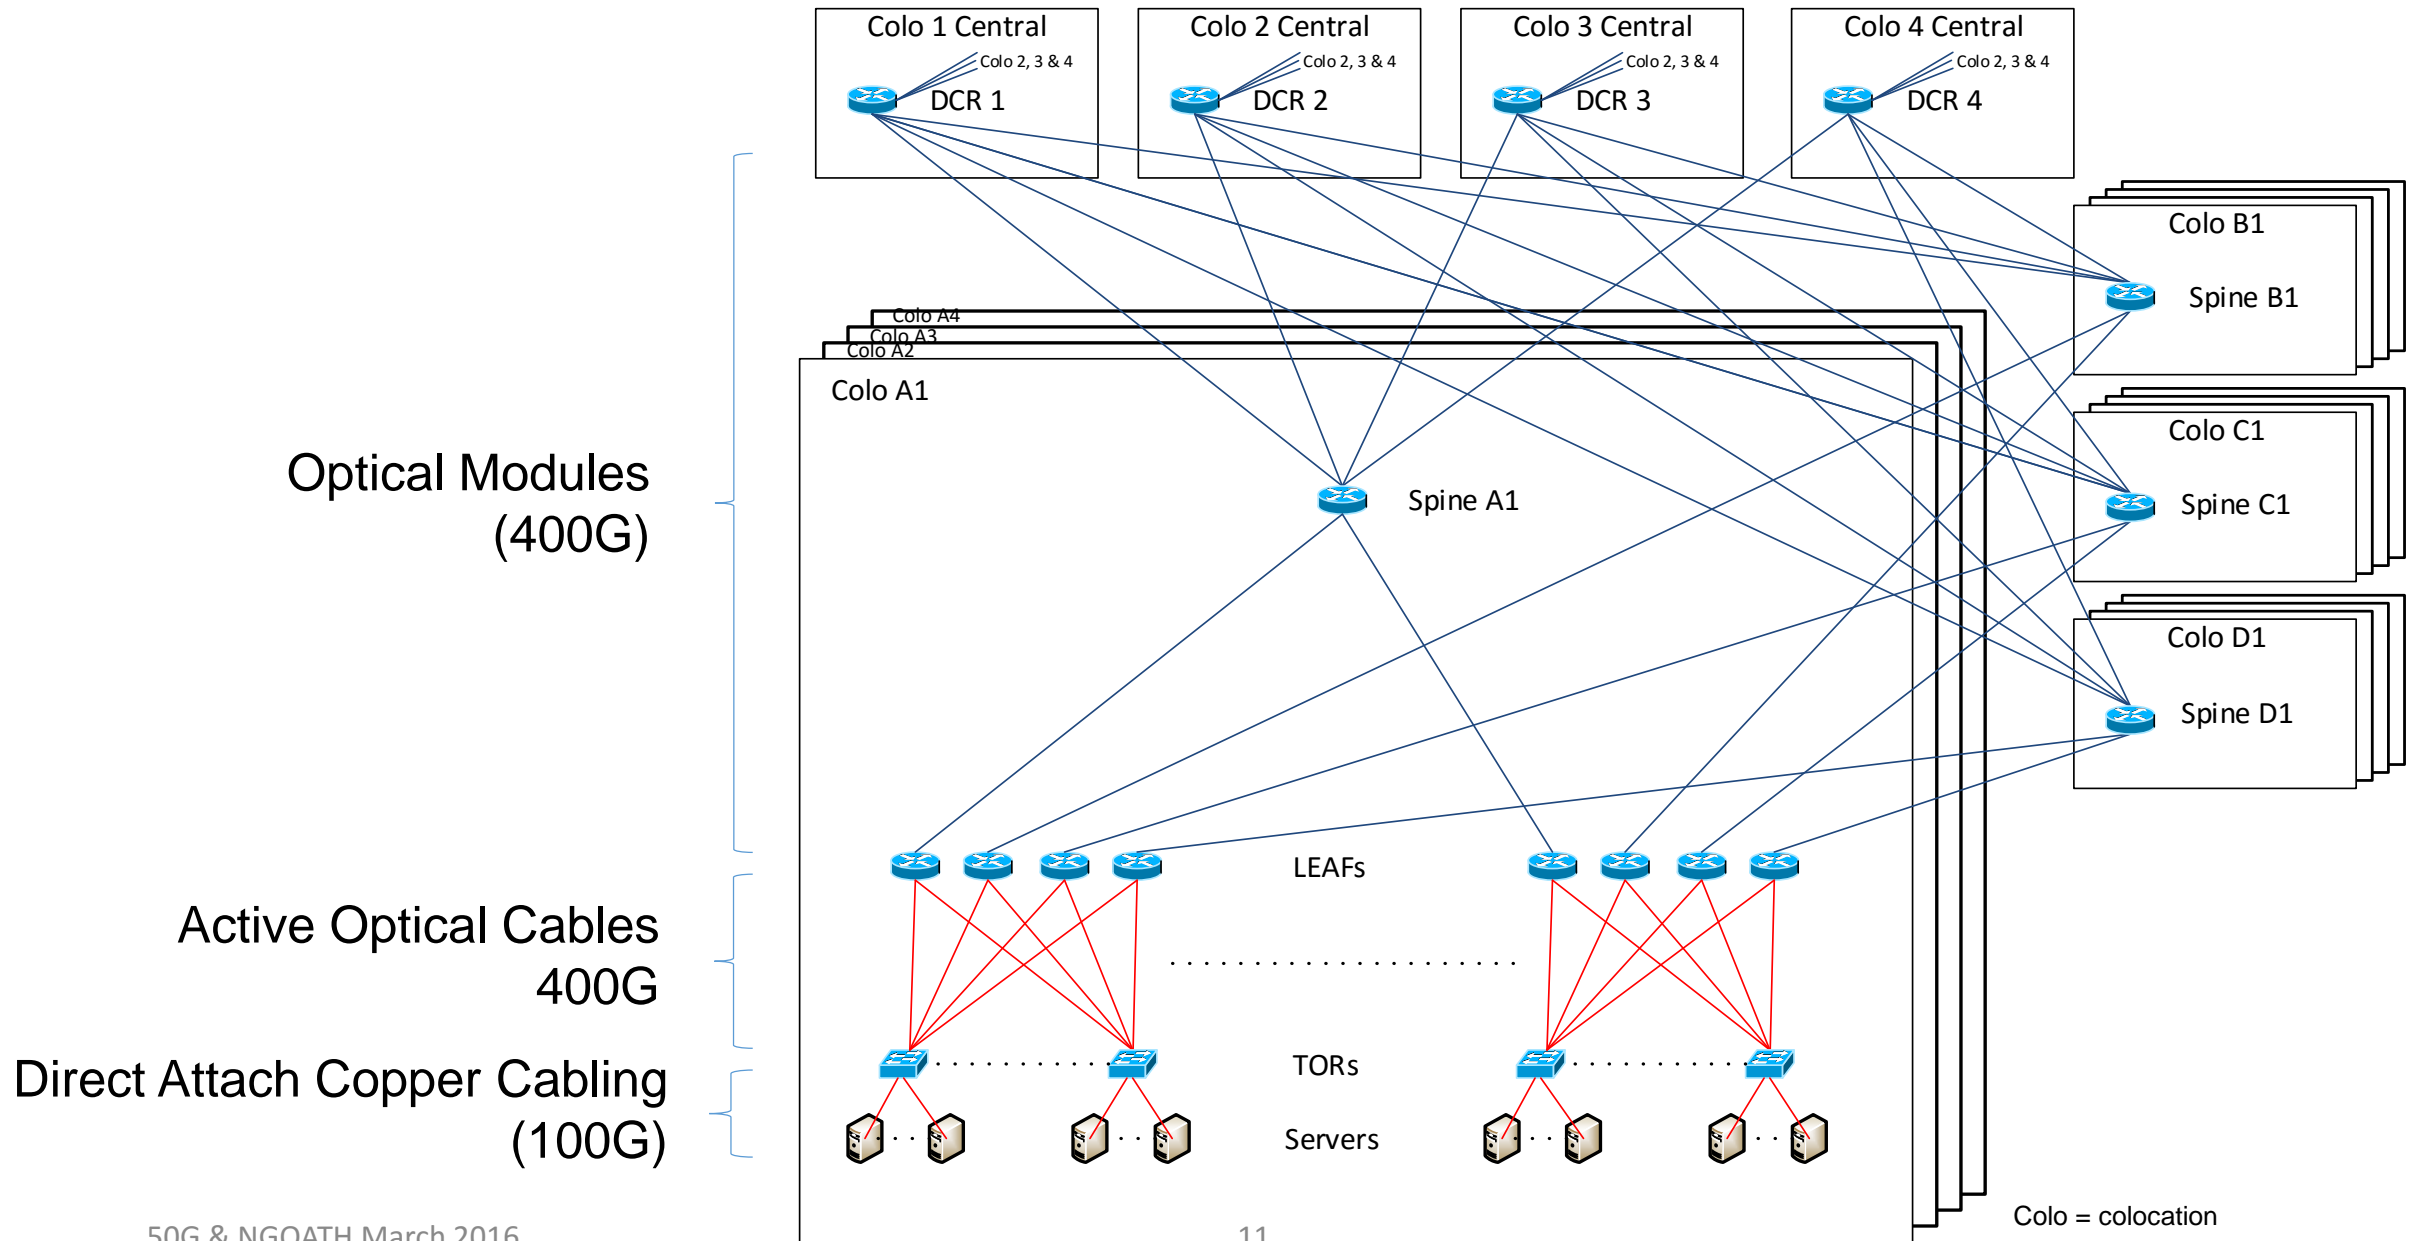 Colo 1 Central
Colo 2, 3 & 4
DCR 1
Colo 2 Central
Colo 2, 3 & 4
DCR 2
Colo 3 Central
Colo 2, 3 & 4
DCR 3
Colo 4 Central
Colo 2, 3 & 4
DCR 4
Colo B1
Spine B1
Colo A4
Colo A3
Colo A2
Colo A1
Optical Modules
(400G)
Spine A1
Colo C1
Spine C1
Colo D1
Spine D1
LEAFs
Active Optical Cables
400G
TORs
Direct Attach Copper Cabling
(100G)
Servers
Colo = colocation
50G & NGOATH March 2016
11